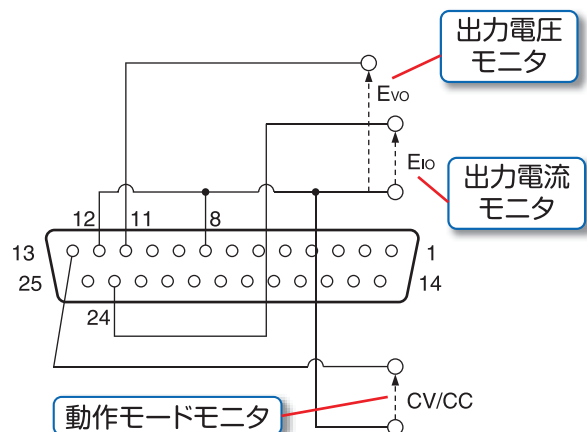 出力電圧
モニタ
EVO
EIO
出力電流
モニタ
12 11 8
13 1
25 14
24
CV/CC
動作モードモニタ